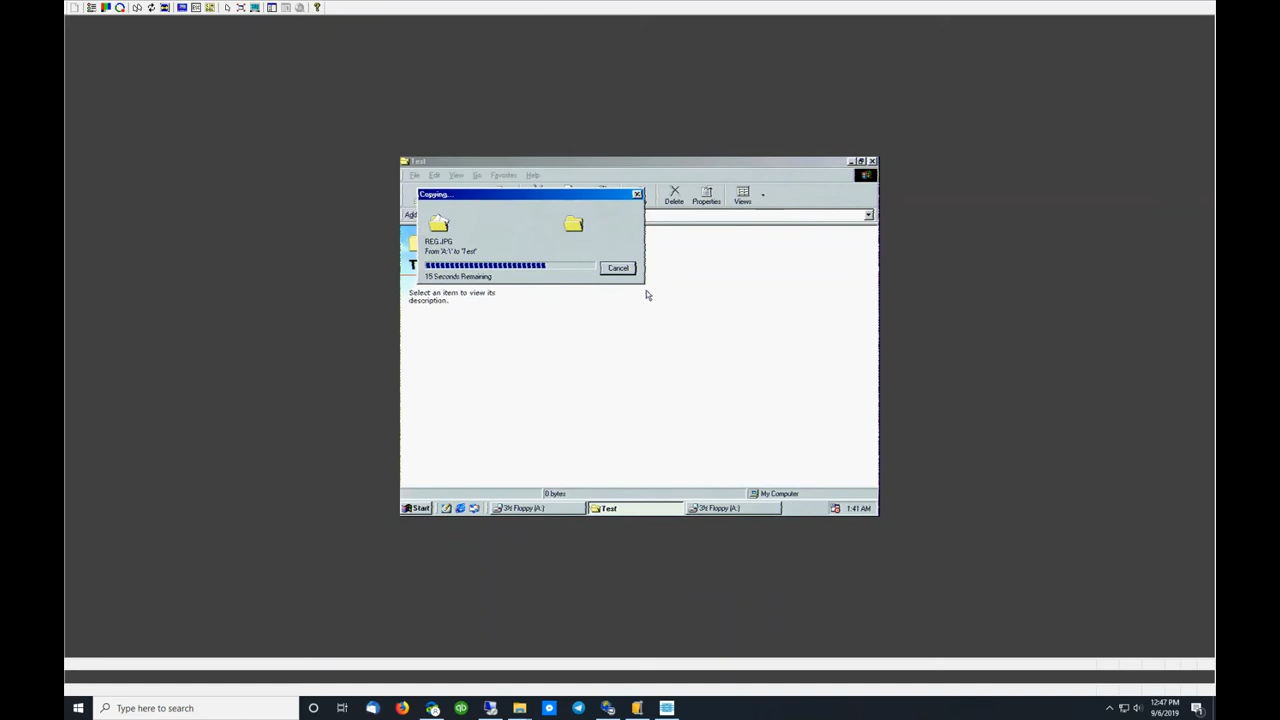 Test
File Edit View Go Favorites Help
Copying...
Delete Properties Views
REG.JPG
From 'A:\' to 'Test'
Cancel
15 Seconds Remaining
Select an item to view its
description.
0 bytes
My Computer
Start
3½ Floppy (A:)
Test
3½ Floppy (A:)
1:41 AM
Type here to search
12:47 PM
9/6/2019